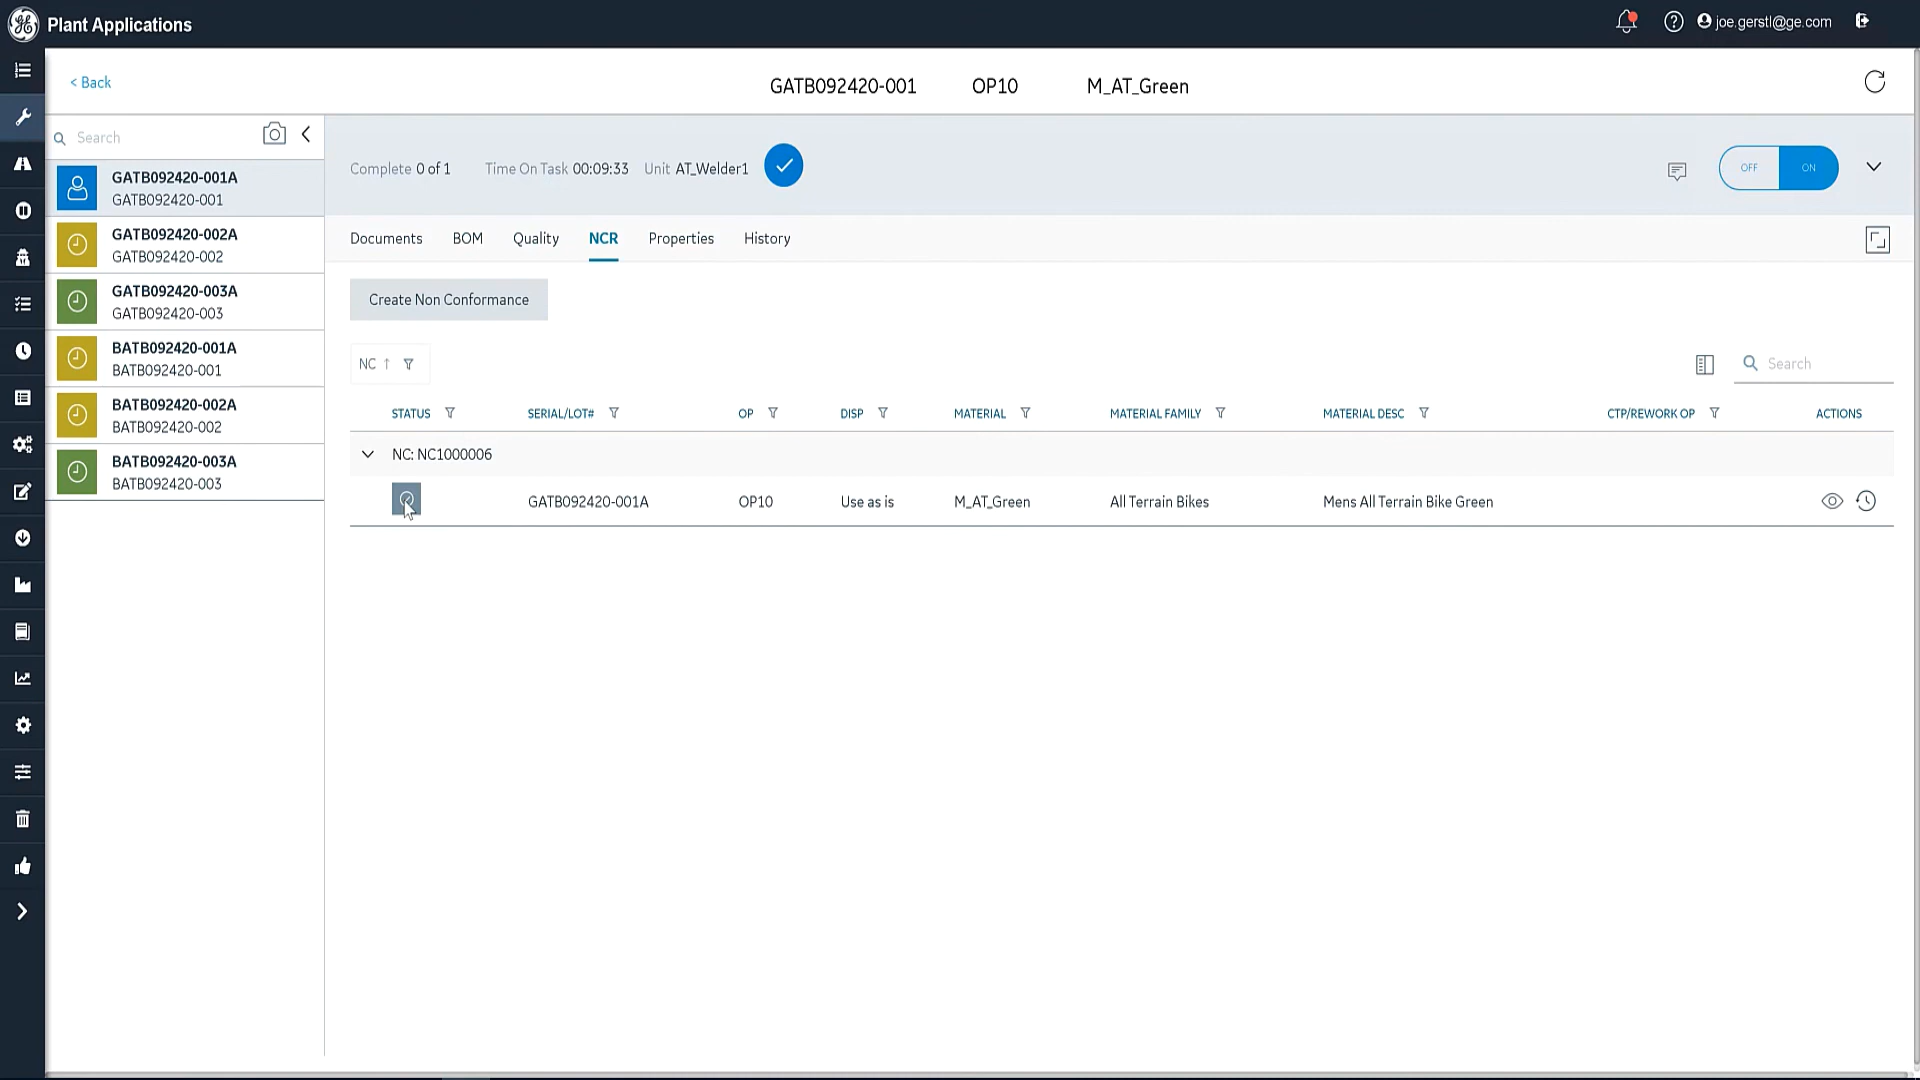 Plant Applications
joe.gerstl@ge.com
< Back
GATB092420-001 OP10 M_AT_Green
Search
GATB092420-001A
GATB092420-001
GATB092420-002A
GATB092420-002
GATB092420-003A
GATB092420-003
BATB092420-001A
BATB092420-001
BATB092420-002A
BATB092420-002
BATB092420-003A
BATB092420-003
Complete 0 of 1 Time On Task 00:09:33 Unit AT_Welder1
OFF ON
Documents BOM Quality NCR Properties History
Create Non Conformance
NC ↑
Search
STATUS SERIAL/LOT# OP DISP MATERIAL MATERIAL FAMILY MATERIAL DESC CTP/REWORK OP ACTIONS
NC: NC1000006
GATB092420-001A OP10 Use as is M_AT_Green All Terrain Bikes Mens All Terrain Bike Green